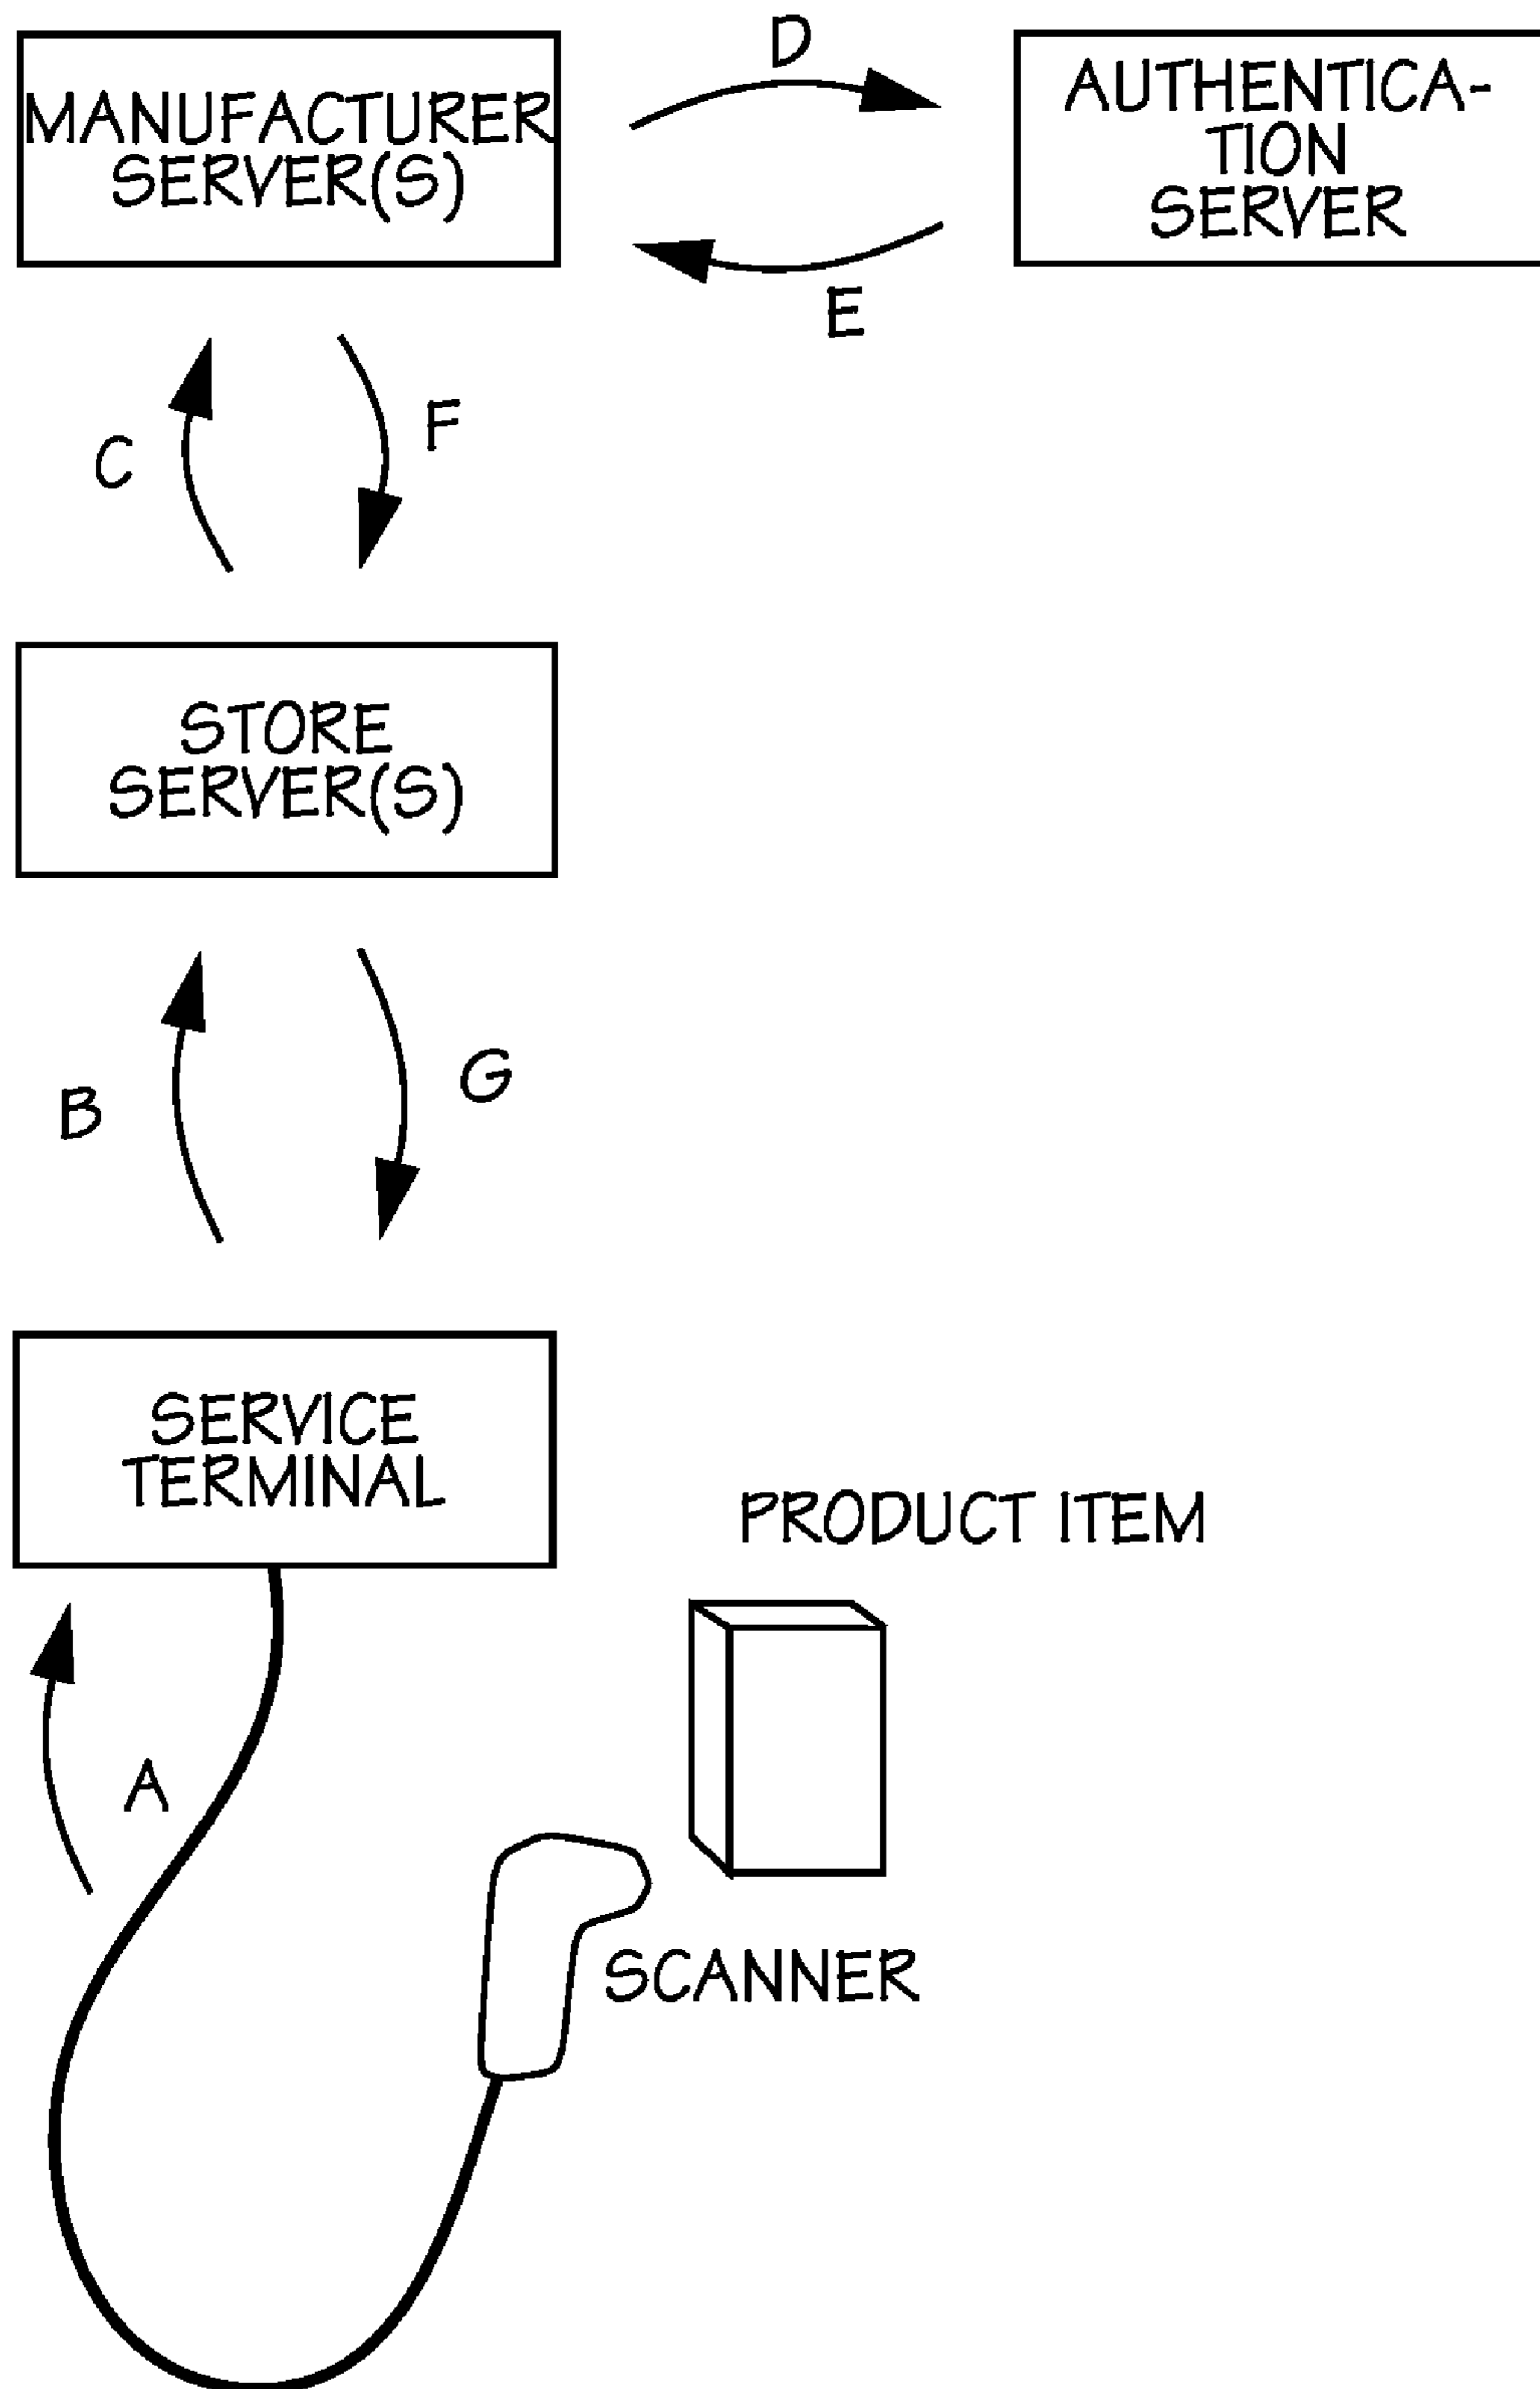 D
MANUFACTURER
SERVER(S)
AUTHENTICA-
TION
SERVER
E
C
F
STORE
SERVER(S)
B
G
SERVICE
TERMINAL
PRODUCT ITEM
A
SCANNER